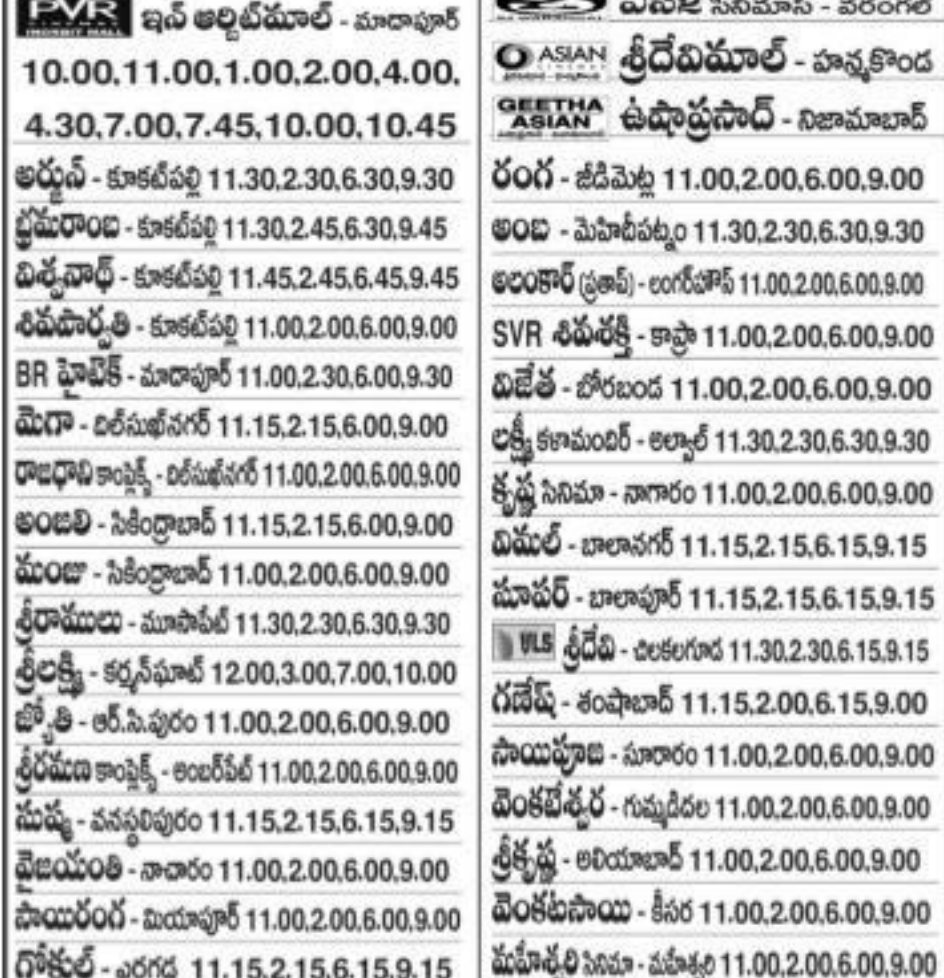 PVR ఇన్ ఆర్బిట్‌మాల్ - మాదాపూర్
INORBIT MALL
10.00,11.00,1.00,2.00,4.00,
4.30,7.00,7.45,10.00,10.45
అర్జున్ - కూకట్‌పల్లి 11.30,2.30,6.30,9.30
భ్రమరాంబ - కూకట్‌పల్లి 11.30,2.45,6.30,9.45
విశ్వనాథ్ - కూకట్‌పల్లి 11.45,2.45,6.45,9.45
శివపార్వతి - కూకట్‌పల్లి 11.00,2.00,6.00,9.00
BR హైటెక్ - మాదాపూర్ 11.00,2.30,6.00,9.30
మెగా - దిల్‌సుఖ్‌నగర్ 11.15,2.15,6.00,9.00
రాజధాని కాంప్లెక్స్ - దిల్‌సుఖ్‌నగర్ 11.00,2.00,6.00,9.00
అంజలి - సికింద్రాబాద్ 11.15,2.15,6.00,9.00
మంజు - సికింద్రాబాద్ 11.00,2.00,6.00,9.00
శ్రీరాములు - మూసాపేట్ 11.30,2.30,6.30,9.30
శ్రీలక్ష్మి - కర్మన్‌ఘాట్ 12.00,3.00,7.00,10.00
జ్యోతి - ఆర్.సి.పురం 11.00,2.00,6.00,9.00
శ్రీరమణ కాంప్లెక్స్ - అంబర్‌పేట్ 11.00,2.00,6.00,9.00
సుష్మ - వనస్థలిపురం 11.15,2.15,6.15,9.15
వైజయంతి - నాచారం 11.00,2.00,6.00,9.00
సాయిరంగ - మియాపూర్ 11.00,2.00,6.00,9.00
గోకుల్ - ఎర్రగడ్డ 11.15,2.15,6.15,9.15
సినిమాస్ - వరంగల్
ASIAN శ్రీదేవిమాల్ - హన్మకొండ
GEETHA ASIAN ఉషాప్రసాద్ - నిజామాబాద్
రంగ - జీడిమెట్ల 11.00,2.00,6.00,9.00
అంబ - మెహిదీపట్నం 11.30,2.30,6.30,9.30
అలంకార్ (ప్రతాప్) - లంగర్‌హౌస్ 11.00,2.00,6.00,9.00
SVR శివశక్తి - కాప్రా 11.00,2.00,6.00,9.00
విజేత - బోరబండ 11.00,2.00,6.00,9.00
లక్ష్మీ కళామందిర్ - అల్వాల్ 11.30,2.30,6.30,9.30
కృష్ణ సినిమా - నాగారం 11.00,2.00,6.00,9.00
విమల్ - బాలానగర్ 11.15,2.15,6.15,9.15
సూపర్ - బాలాపూర్ 11.15,2.15,6.15,9.15
VLS శ్రీదేవి - చిలకలగూడ 11.30,2.30,6.15,9.15
గణేష్ - శంషాబాద్ 11.15,2.00,6.15,9.00
సాయిపూజ - సూరారం 11.00,2.00,6.00,9.00
వెంకటేశ్వర - గుమ్మడిదల 11.00,2.00,6.00,9.00
శ్రీకృష్ణ - అలియాబాద్ 11.00,2.00,6.00,9.00
వెంకటసాయి - కీసర 11.00,2.00,6.00,9.00
మహేశ్వరి సినిమా - మహేశ్వరి 11.00,2.00,6.00,9.00